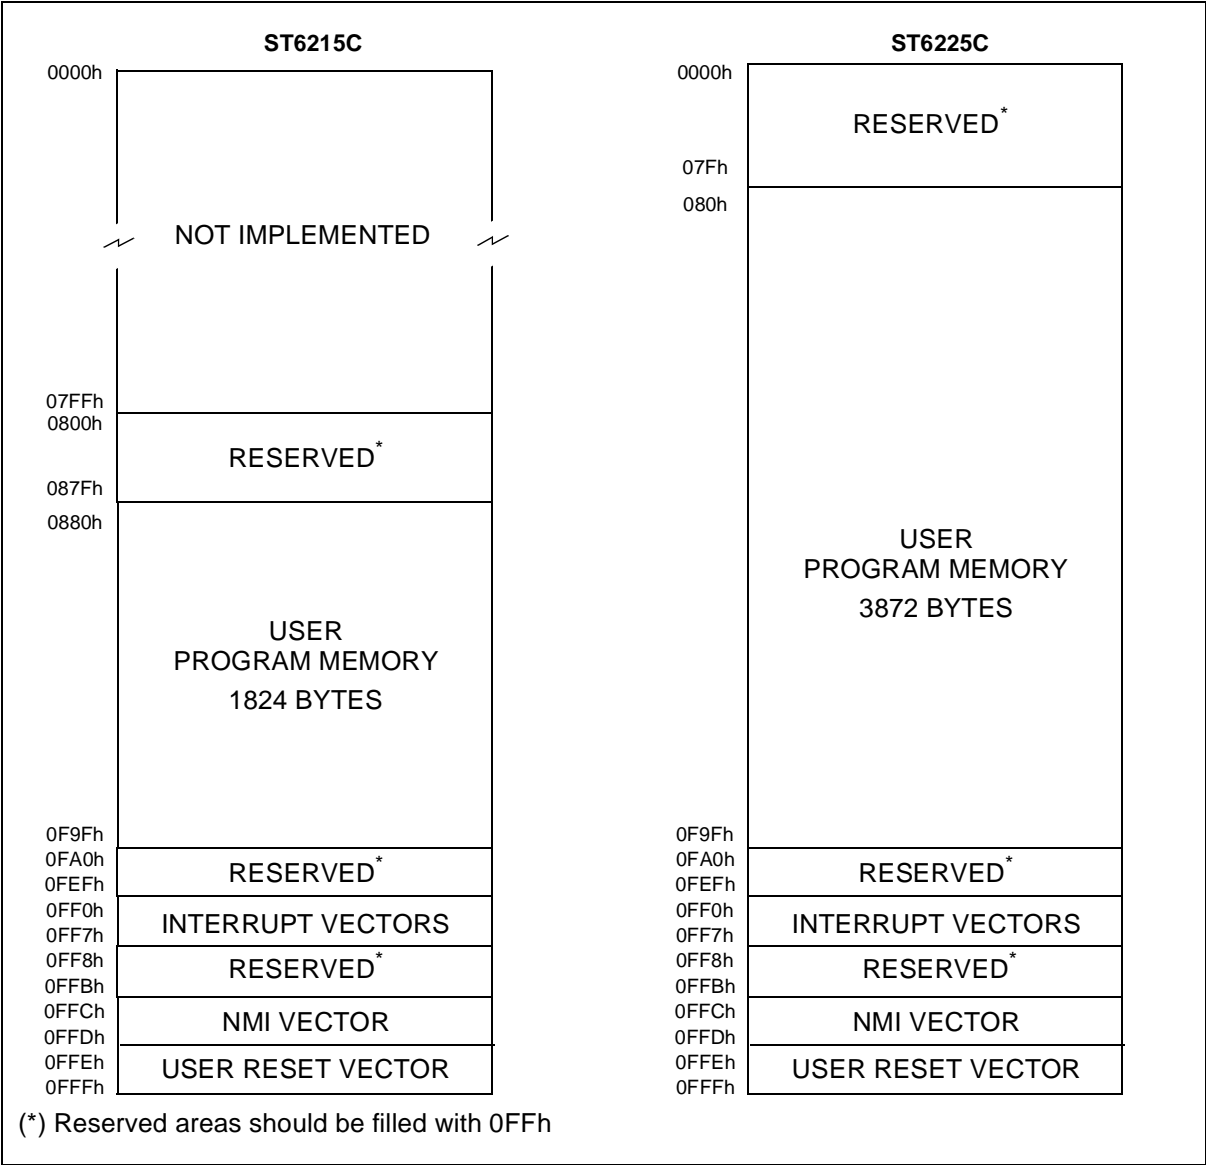 ST6215C
0000h
NOT IMPLEMENTED
07FFh
0800h
RESERVED*
087Fh
0880h
USER
PROGRAM MEMORY
1824 BYTES
0F9Fh
0FA0h
RESERVED*
0FEFh
0FF0h
INTERRUPT VECTORS
0FF7h
0FF8h
RESERVED*
0FFBh
0FFCh
NMI VECTOR
0FFDh
0FFEh
USER RESET VECTOR
0FFFh
ST6225C
0000h
RESERVED*
07Fh
080h
USER
PROGRAM MEMORY
3872 BYTES
0F9Fh
0FA0h
RESERVED*
0FEFh
0FF0h
INTERRUPT VECTORS
0FF7h
0FF8h
RESERVED*
0FFBh
0FFCh
NMI VECTOR
0FFDh
0FFEh
USER RESET VECTOR
0FFFh
(*) Reserved areas should be filled with 0FFh